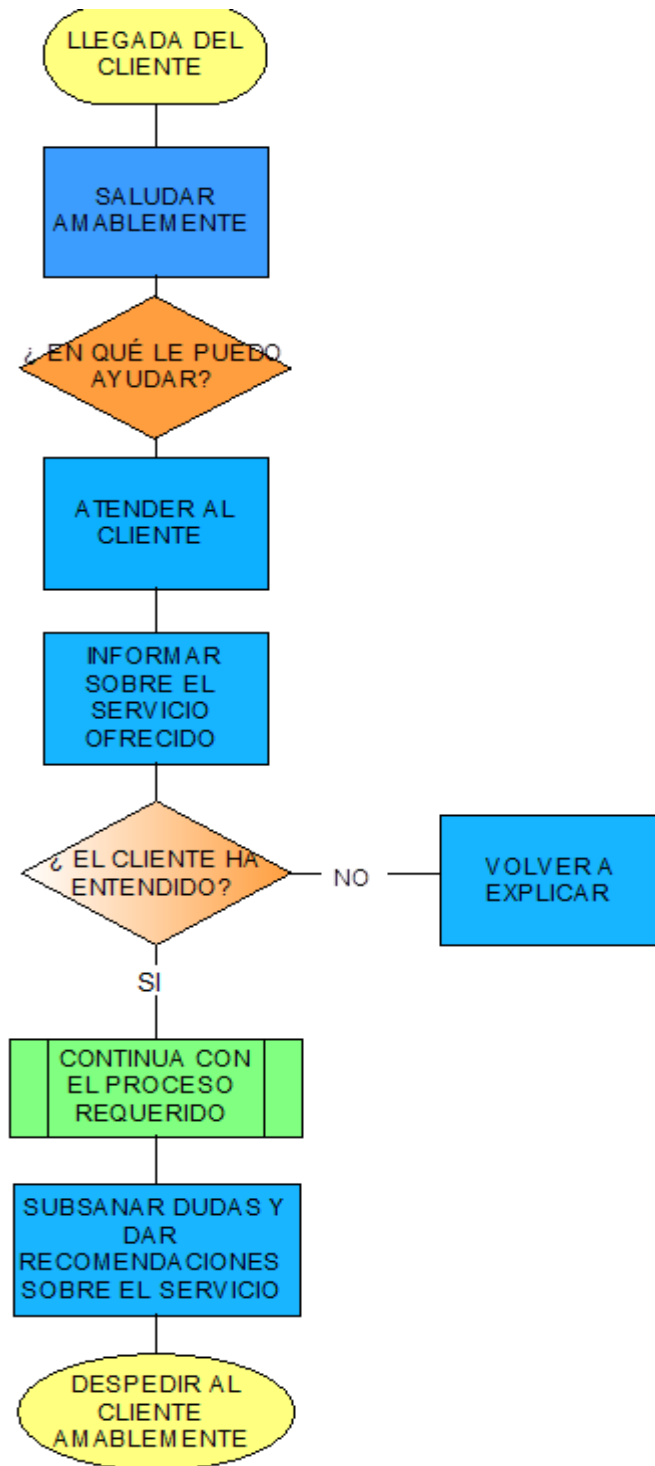 LLEGADA DEL
CLIENTE
SALUDAR
AMABLEMENTE
¿ EN QUÉ LE PUEDO
AYUDAR?
ATENDER AL
CLIENTE
INFORMAR
SOBRE EL
SERVICIO
OFRECIDO
¿ EL CLIENTE HA
ENTENDIDO?
NO
VOLVER A
EXPLICAR
SI
CONTINUA CON
EL PROCESO
REQUERIDO
SUBSANAR DUDAS Y
DAR
RECOMENDACIONES
SOBRE EL SERVICIO
DESPEDIR AL
CLIENTE
AMABLEMENTE